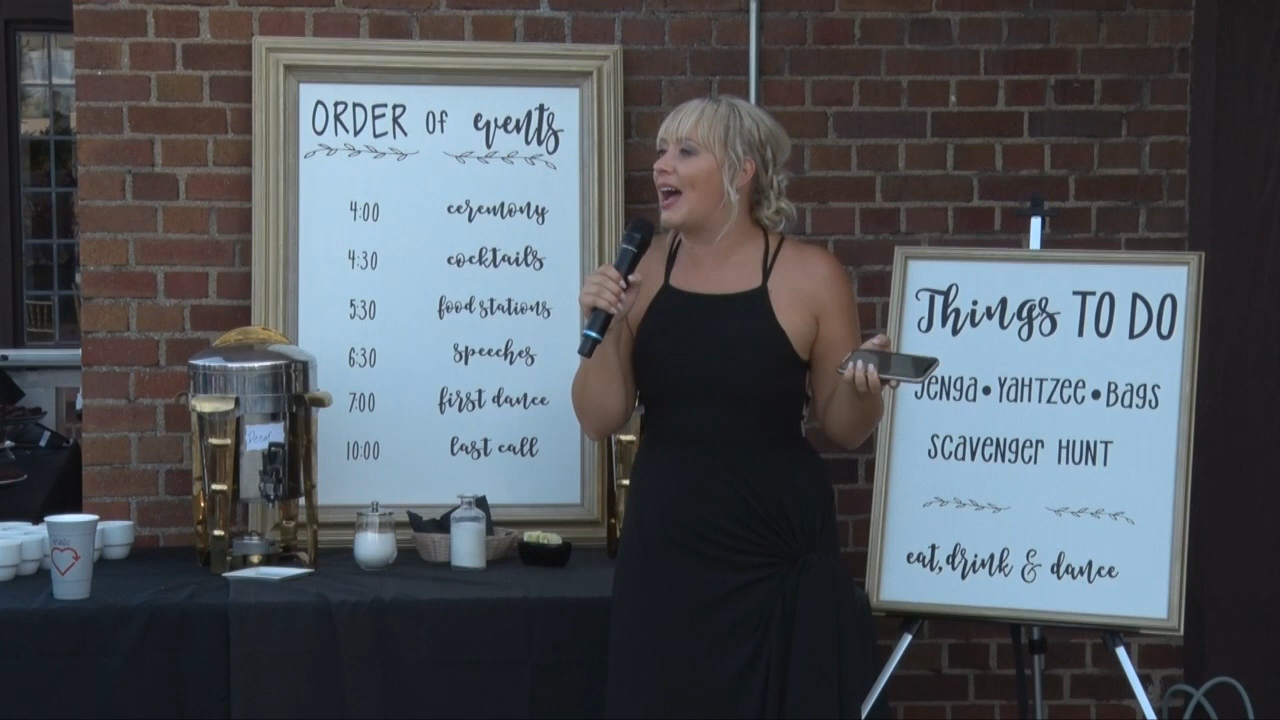 ORDER OF events
4:00 ceremony
4:30 cocktails
5:30 food stations
6:30 speeches
7:00 first dance
10:00 last call
Things TO DO
JENGA • YAHTZEE • BAGS
SCAVENGER HUNT
eat, drink & dance
Decaf